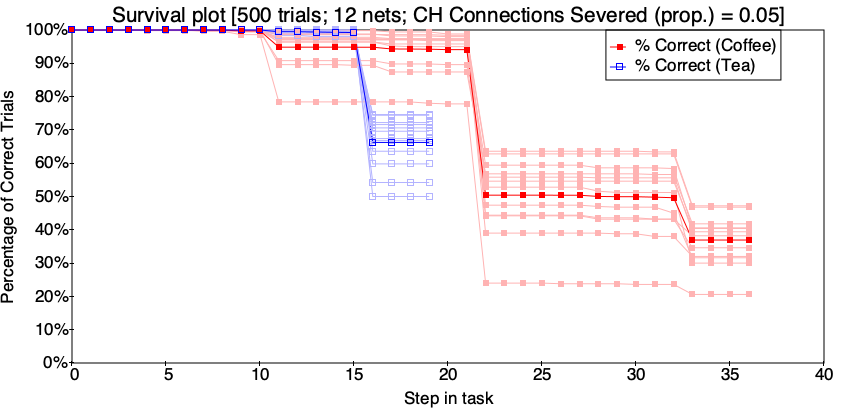 Survival plot [500 trials; 12 nets; CH Connections Severed (prop.) = 0.05]
% Correct (Coffee)
% Correct (Tea)
Percentage of Correct Trials
100%
90%
80%
70%
60%
50%
40%
30%
20%
10%
0%
0 5 10 15 20 25 30 35 40
Step in task